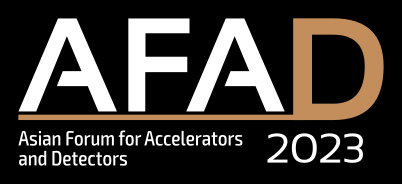 AFAD
Asian Forum for Accelerators
and Detectors
2023